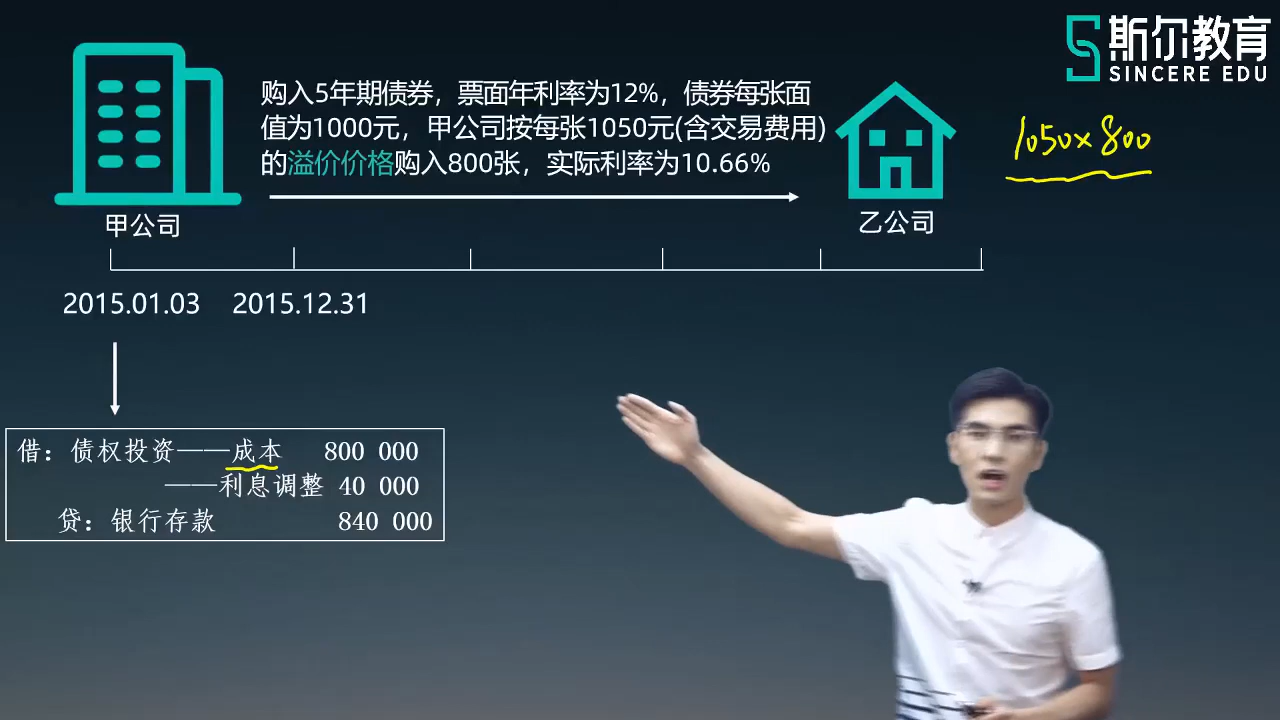 斯尔教育
SINCERE EDU
购入5年期债券，票面年利率为12%，债券每张面
值为1000元，甲公司按每张1050元(含交易费用)
的溢价价格购入800张，实际利率为10.66%
1050×800
甲公司
乙公司
2015.01.03 2015.12.31
借：债权投资——成本 800 000
——利息调整 40 000
贷：银行存款 840 000